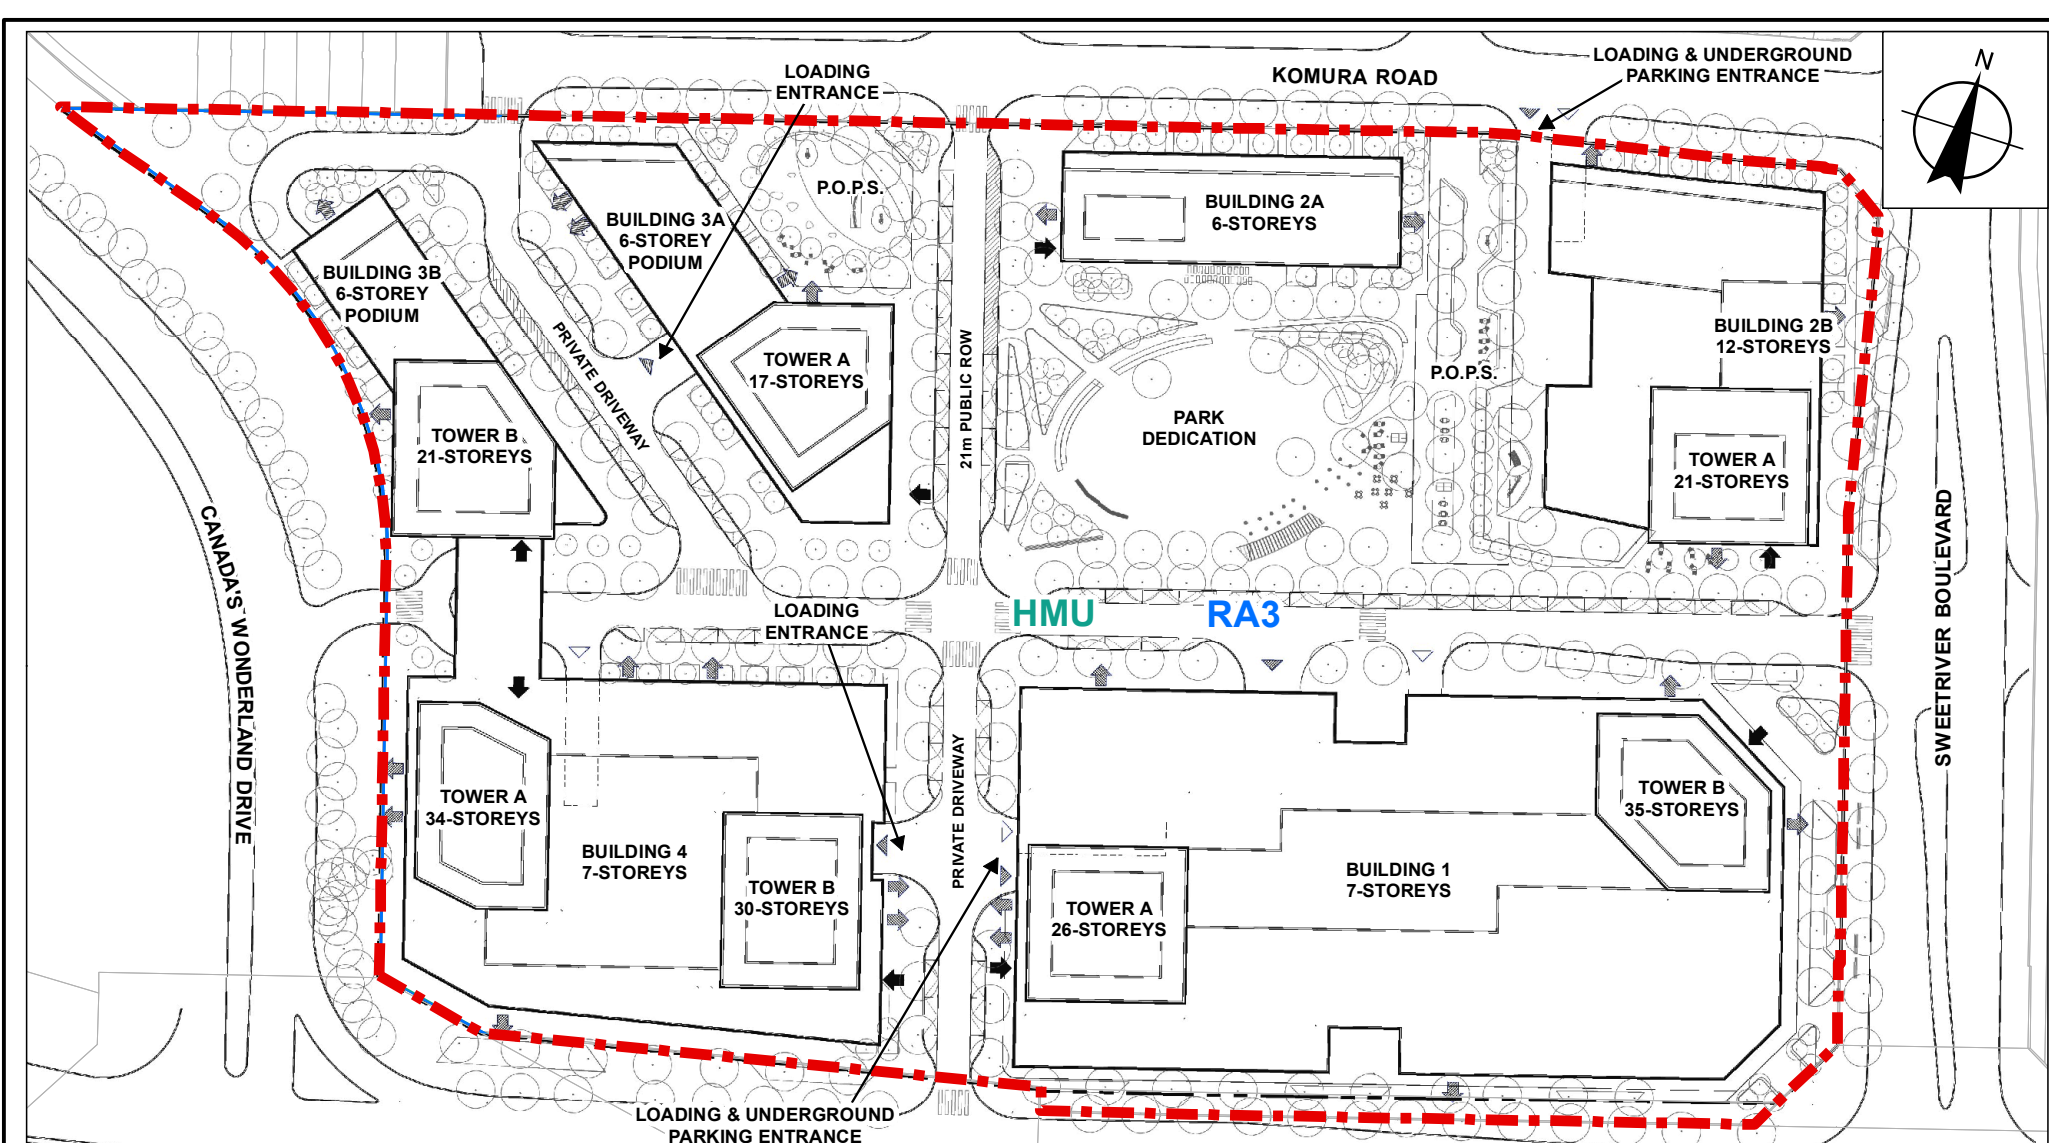 LOADING & UNDERGROUND
PARKING ENTRANCE
N
KOMURA ROAD
LOADING
ENTRANCE
P.O.P.S.
BUILDING 2A
6-STOREYS
BUILDING 3A
6-STOREY
PODIUM
BUILDING 3B
6-STOREY
PODIUM
PRIVATE DRIVEWAY
TOWER A
17-STOREYS
21m PUBLIC ROW
BUILDING 2B
12-STOREYS
P.O.P.S.
PARK
DEDICATION
TOWER B
21-STOREYS
TOWER A
21-STOREYS
CANADA'S WONDERLAND DRIVE
SWEETRIVER BOULEVARD
LOADING
ENTRANCE
HMU
RA3
TOWER A
34-STOREYS
BUILDING 4
7-STOREYS
TOWER B
30-STOREYS
PRIVATE DRIVEWAY
TOWER A
26-STOREYS
BUILDING 1
7-STOREYS
TOWER B
35-STOREYS
LOADING & UNDERGROUND
PARKING ENTRANCE